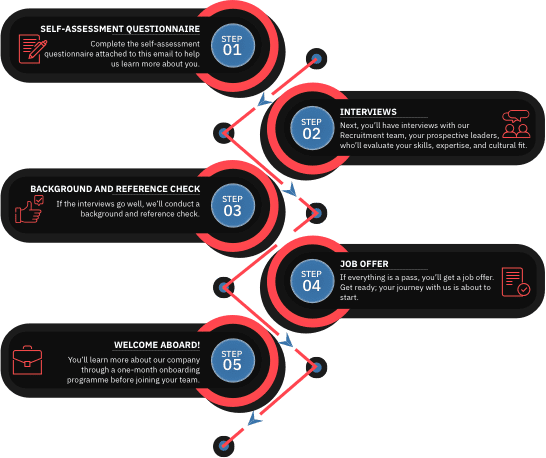 SELF-ASSESSMENT QUESTIONNAIRE
Complete the self-assessment
questionnaire attached to this email to help
us learn more about you.
STEP
01
STEP
02
INTERVIEWS
Next, you'll have interviews with our
Recruitment team, your prospective leaders,
who'll evaluate your skills, expertise, and cultural fit.
BACKGROUND AND REFERENCE CHECK
If the interviews go well, we'll conduct a
background and reference check.
STEP
03
STEP
04
JOB OFFER
If everything is a pass, you'll get a job offer.
Get ready; your journey with us is about to
start.
WELCOME ABOARD!
You'll learn more about our company
through a one-month onboarding
programme before joining your team.
STEP
05